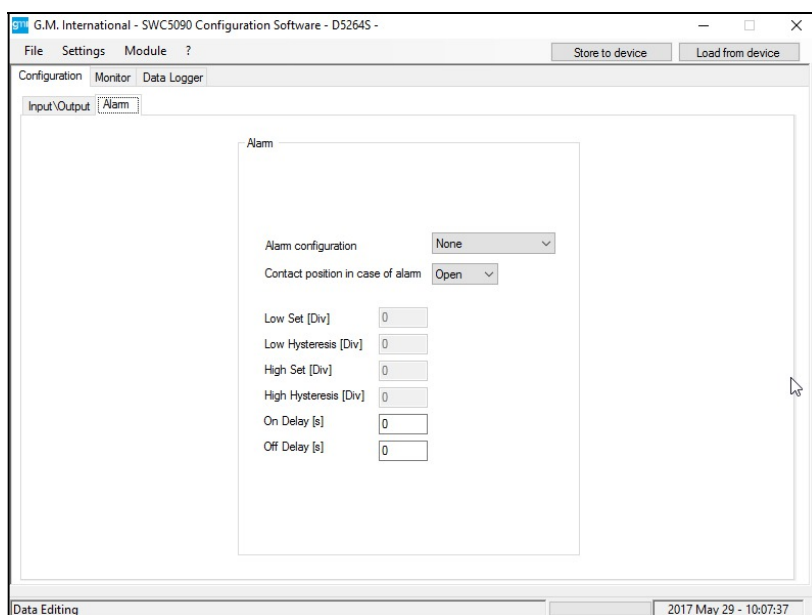 gmi G.M. International - SWC5090 Configuration Software - D5264S -
File Settings Module ? Store to device Load from device
Configuration Monitor Data Logger
Input\Output Alarm
Alarm
Alarm configuration None
Contact position in case of alarm Open
Low Set [Div] 0
Low Hysteresis [Div] 0
High Set [Div] 0
High Hysteresis [Div] 0
On Delay [s] 0
Off Delay [s] 0
Data Editing 2017 May 29 - 10:07:37